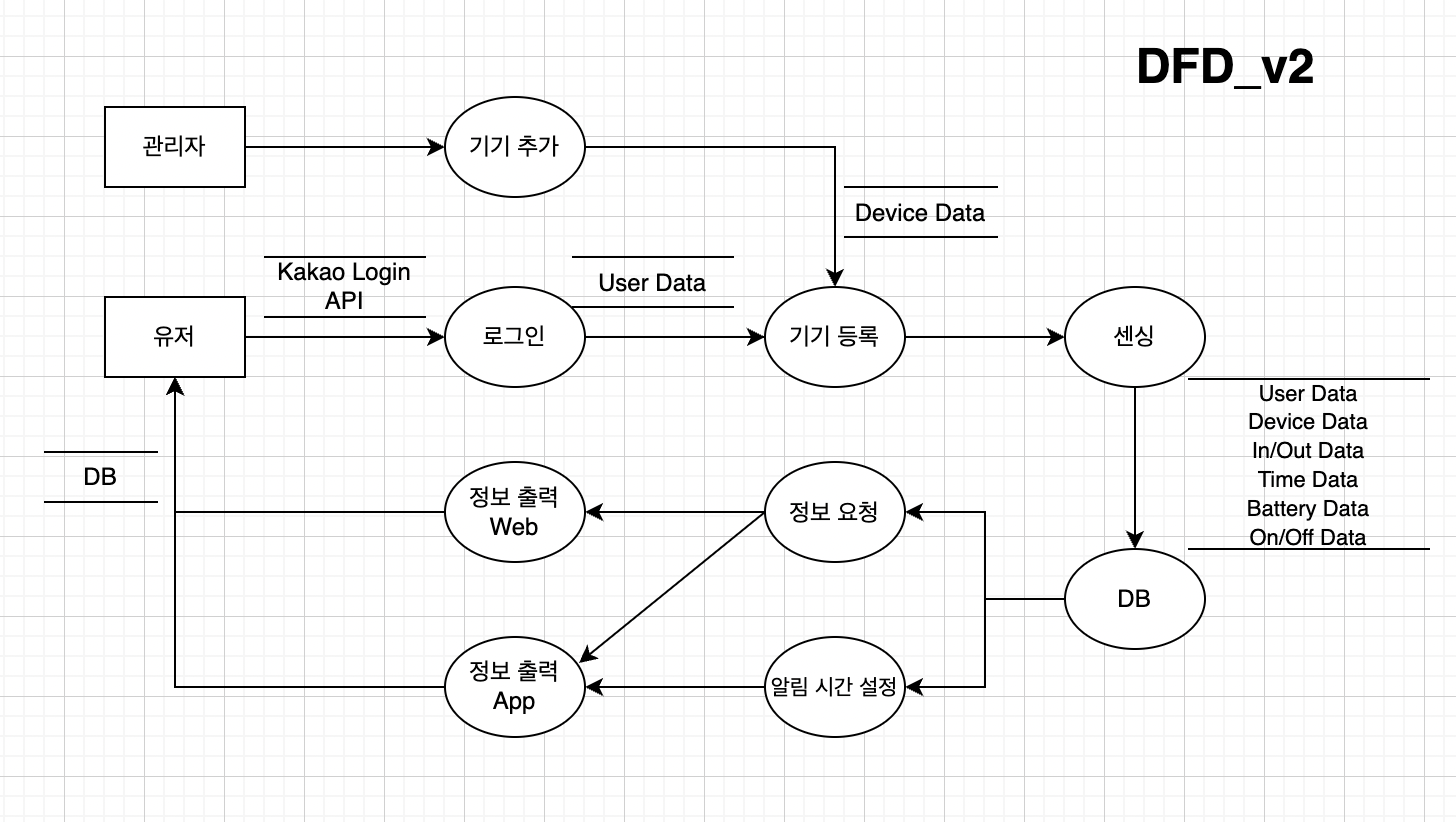 DFD_v2
관리자
기기 추가
Device Data
Kakao Login
API
User Data
유저
로그인
기기 등록
센싱
User Data
Device Data
In/Out Data
Time Data
Battery Data
On/Off Data
DB
정보 출력
Web
정보 요청
DB
정보 출력
App
알림 시간 설정